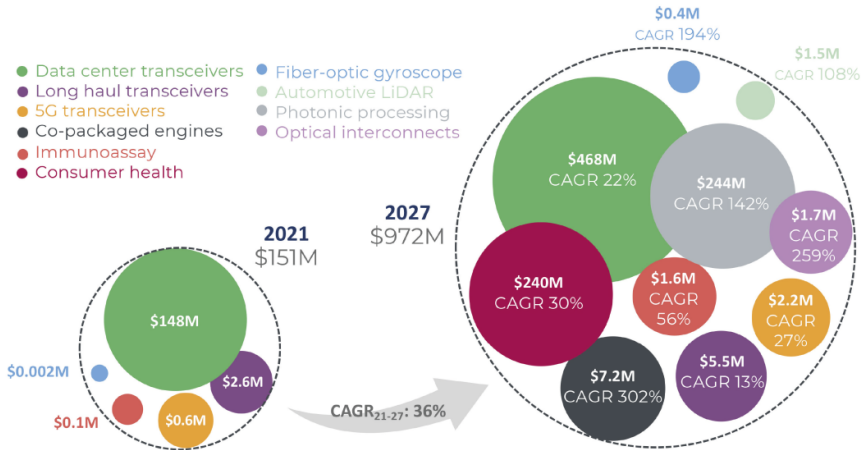 Data center transceivers
Long haul transceivers
5G transceivers
Co-packaged engines
Immunoassay
Consumer health
Fiber-optic gyroscope
Automotive LiDAR
Photonic processing
Optical interconnects
2021
$151M
$148M
$0.002M
$2.6M
$0.1M
$0.6M
CAGR21-27: 36%
2027
$972M
$0.4M
CAGR 194%
$1.5M
CAGR 108%
$468M
CAGR 22%
$244M
CAGR 142%
$1.7M
CAGR
259%
$240M
CAGR 30%
$1.6M
CAGR
56%
$2.2M
CAGR
27%
$7.2M
CAGR 302%
$5.5M
CAGR 13%